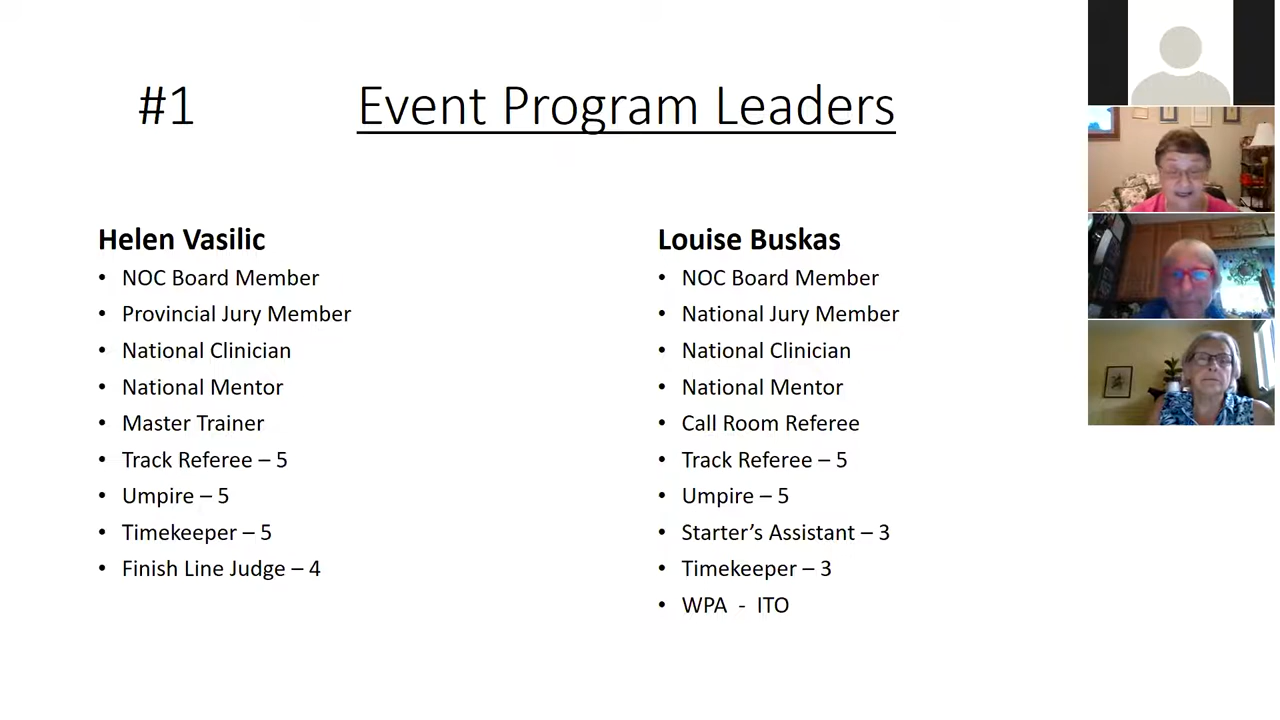 #1 Event Program Leaders
Helen Vasilic
• NOC Board Member
• Provincial Jury Member
• National Clinician
• National Mentor
• Master Trainer
• Track Referee – 5
• Umpire – 5
• Timekeeper – 5
• Finish Line Judge – 4
Louise Buskas
• NOC Board Member
• National Jury Member
• National Clinician
• National Mentor
• Call Room Referee
• Track Referee – 5
• Umpire – 5
• Starter’s Assistant – 3
• Timekeeper – 3
• WPA - ITO